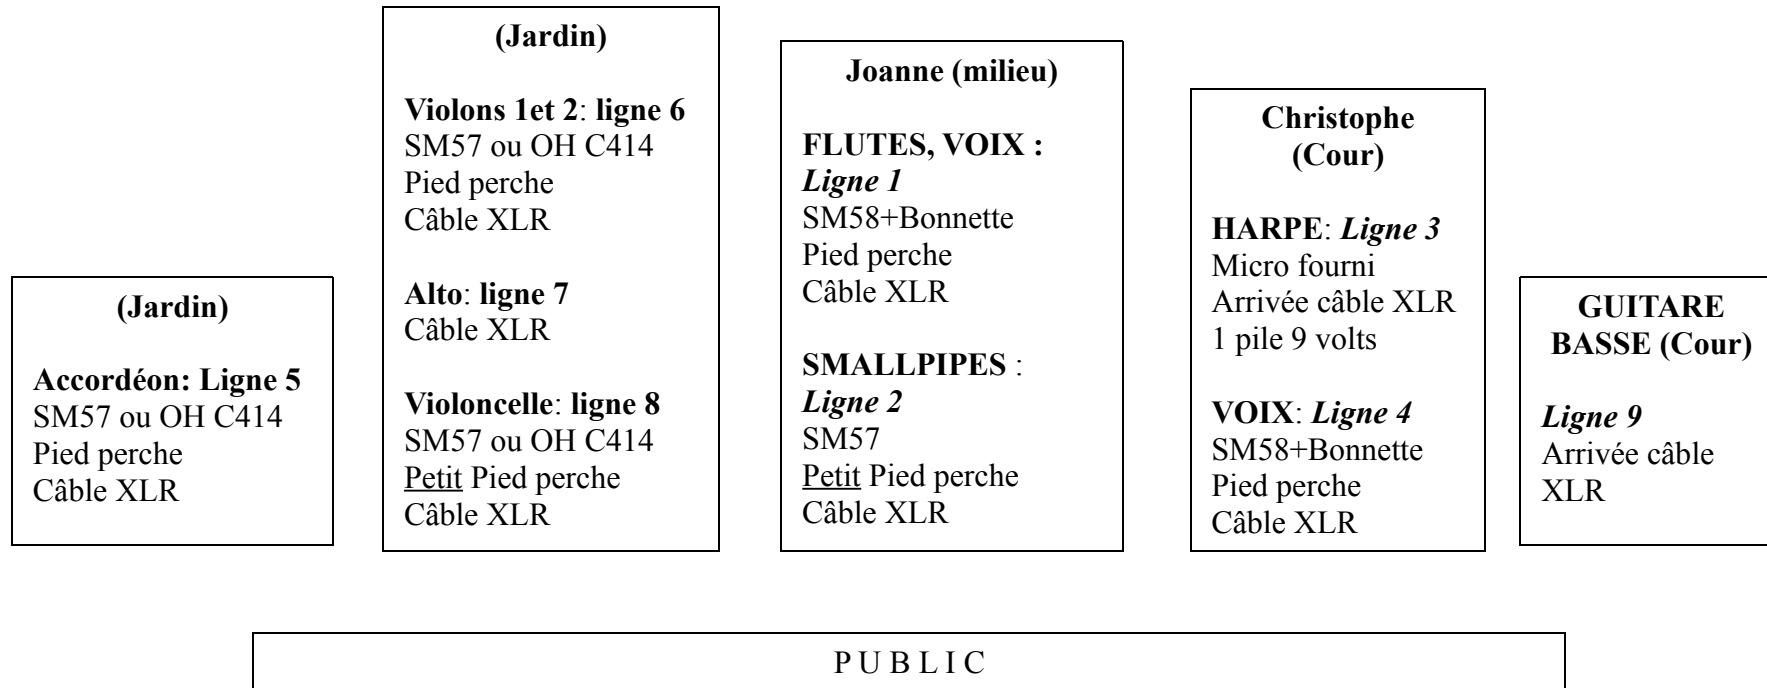 (Jardin)
Accordéon: Ligne 5
SM57 ou OH C414
Pied perche
Câble XLR
(Jardin)
Violons 1et 2: ligne 6
SM57 ou OH C414
Pied perche
Câble XLR
Alto: ligne 7
Câble XLR
Violoncelle: ligne 8
SM57 ou OH C414
Petit Pied perche
Câble XLR
Joanne (milieu)
FLUTES, VOIX :
Ligne 1
SM58+Bonnette
Pied perche
Câble XLR
SMALLPIPES :
Ligne 2
SM57
Petit Pied perche
Câble XLR
Christophe
(Cour)
HARPE: Ligne 3
Micro fourni
Arrivée câble XLR
1 pile 9 volts
VOIX: Ligne 4
SM58+Bonnette
Pied perche
Câble XLR
GUITARE
BASSE (Cour)
Ligne 9
Arrivée câble
XLR
P U B L I C